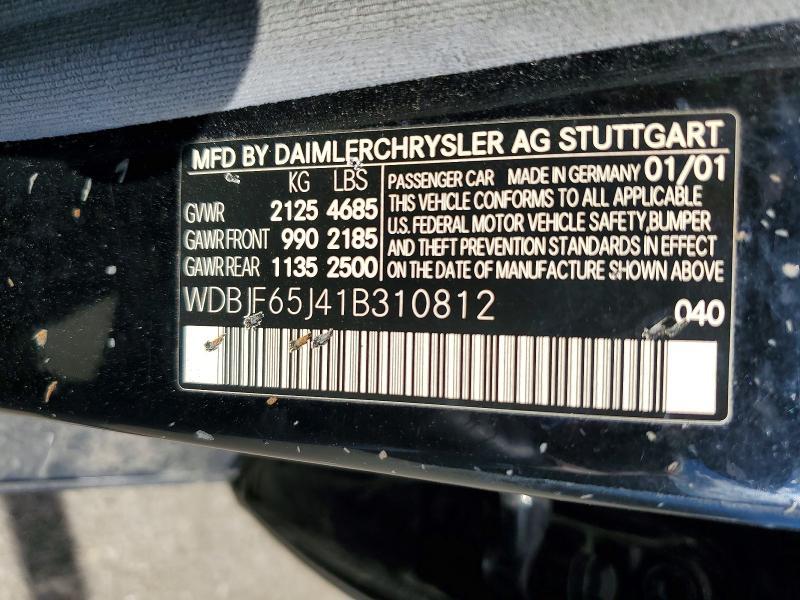 MFD BY DAIMLERCHRYSLER AG STUTTGART
KG LBS
GVWR 2125 4685
GAWR FRONT 990 2185
GAWR REAR 1135 2500
PASSENGER CAR MADE IN GERMANY 01/01
THIS VEHICLE CONFORMS TO ALL APPLICABLE
U.S. FEDERAL MOTOR VEHICLE SAFETY,BUMPER
AND THEFT PREVENTION STANDARDS IN EFFECT
ON THE DATE OF MANUFACTURE SHOWN ABOVE
WDBJF65J41B310812
040